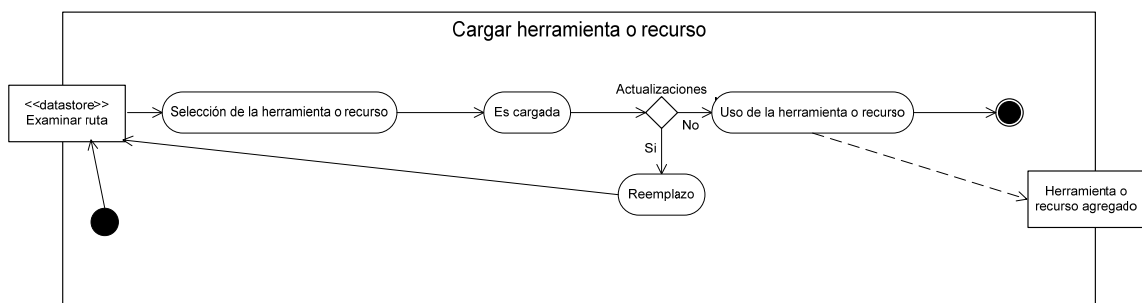 Cargar herramienta o recurso
<<datastore>>
Examinar ruta
Selección de la herramienta o recurso
Es cargada
Actualizaciones
No
Si
Uso de la herramienta o recurso
Reemplazo
Herramienta o
recurso agregado